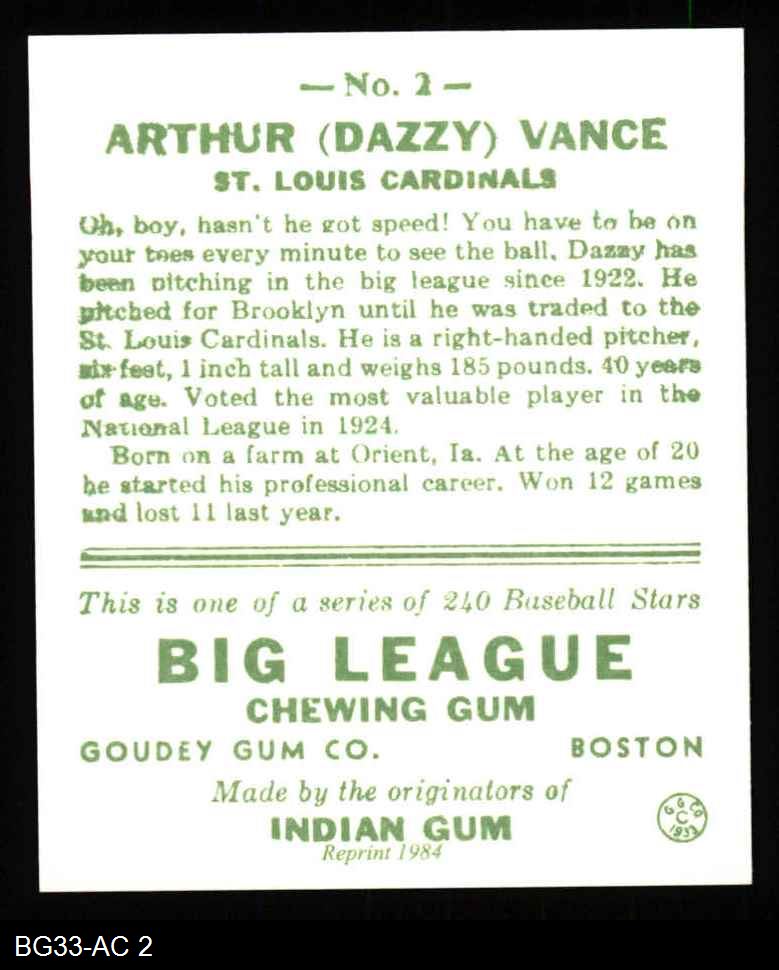 — No. 2 —
ARTHUR (DAZZY) VANCE
ST. LOUIS CARDINALS
Oh, boy, hasn't he got speed! You have to be on
your toes every minute to see the ball. Dazzy has
been pitching in the big league since 1922. He
pitched for Brooklyn until he was traded to the
St. Louis Cardinals. He is a right-handed pitcher,
six feet, 1 inch tall and weighs 185 pounds. 40 years
of age. Voted the most valuable player in the
National League in 1924.
Born on a farm at Orient, Ia. At the age of 20
he started his professional career. Won 12 games
and lost 11 last year.
This is one of a series of 240 Baseball Stars
BIG LEAGUE
CHEWING GUM
GOUDEY GUM CO. BOSTON
Made by the originators of
INDIAN GUM
Reprint 1984
G G CO
C
1933
BG33-AC 2